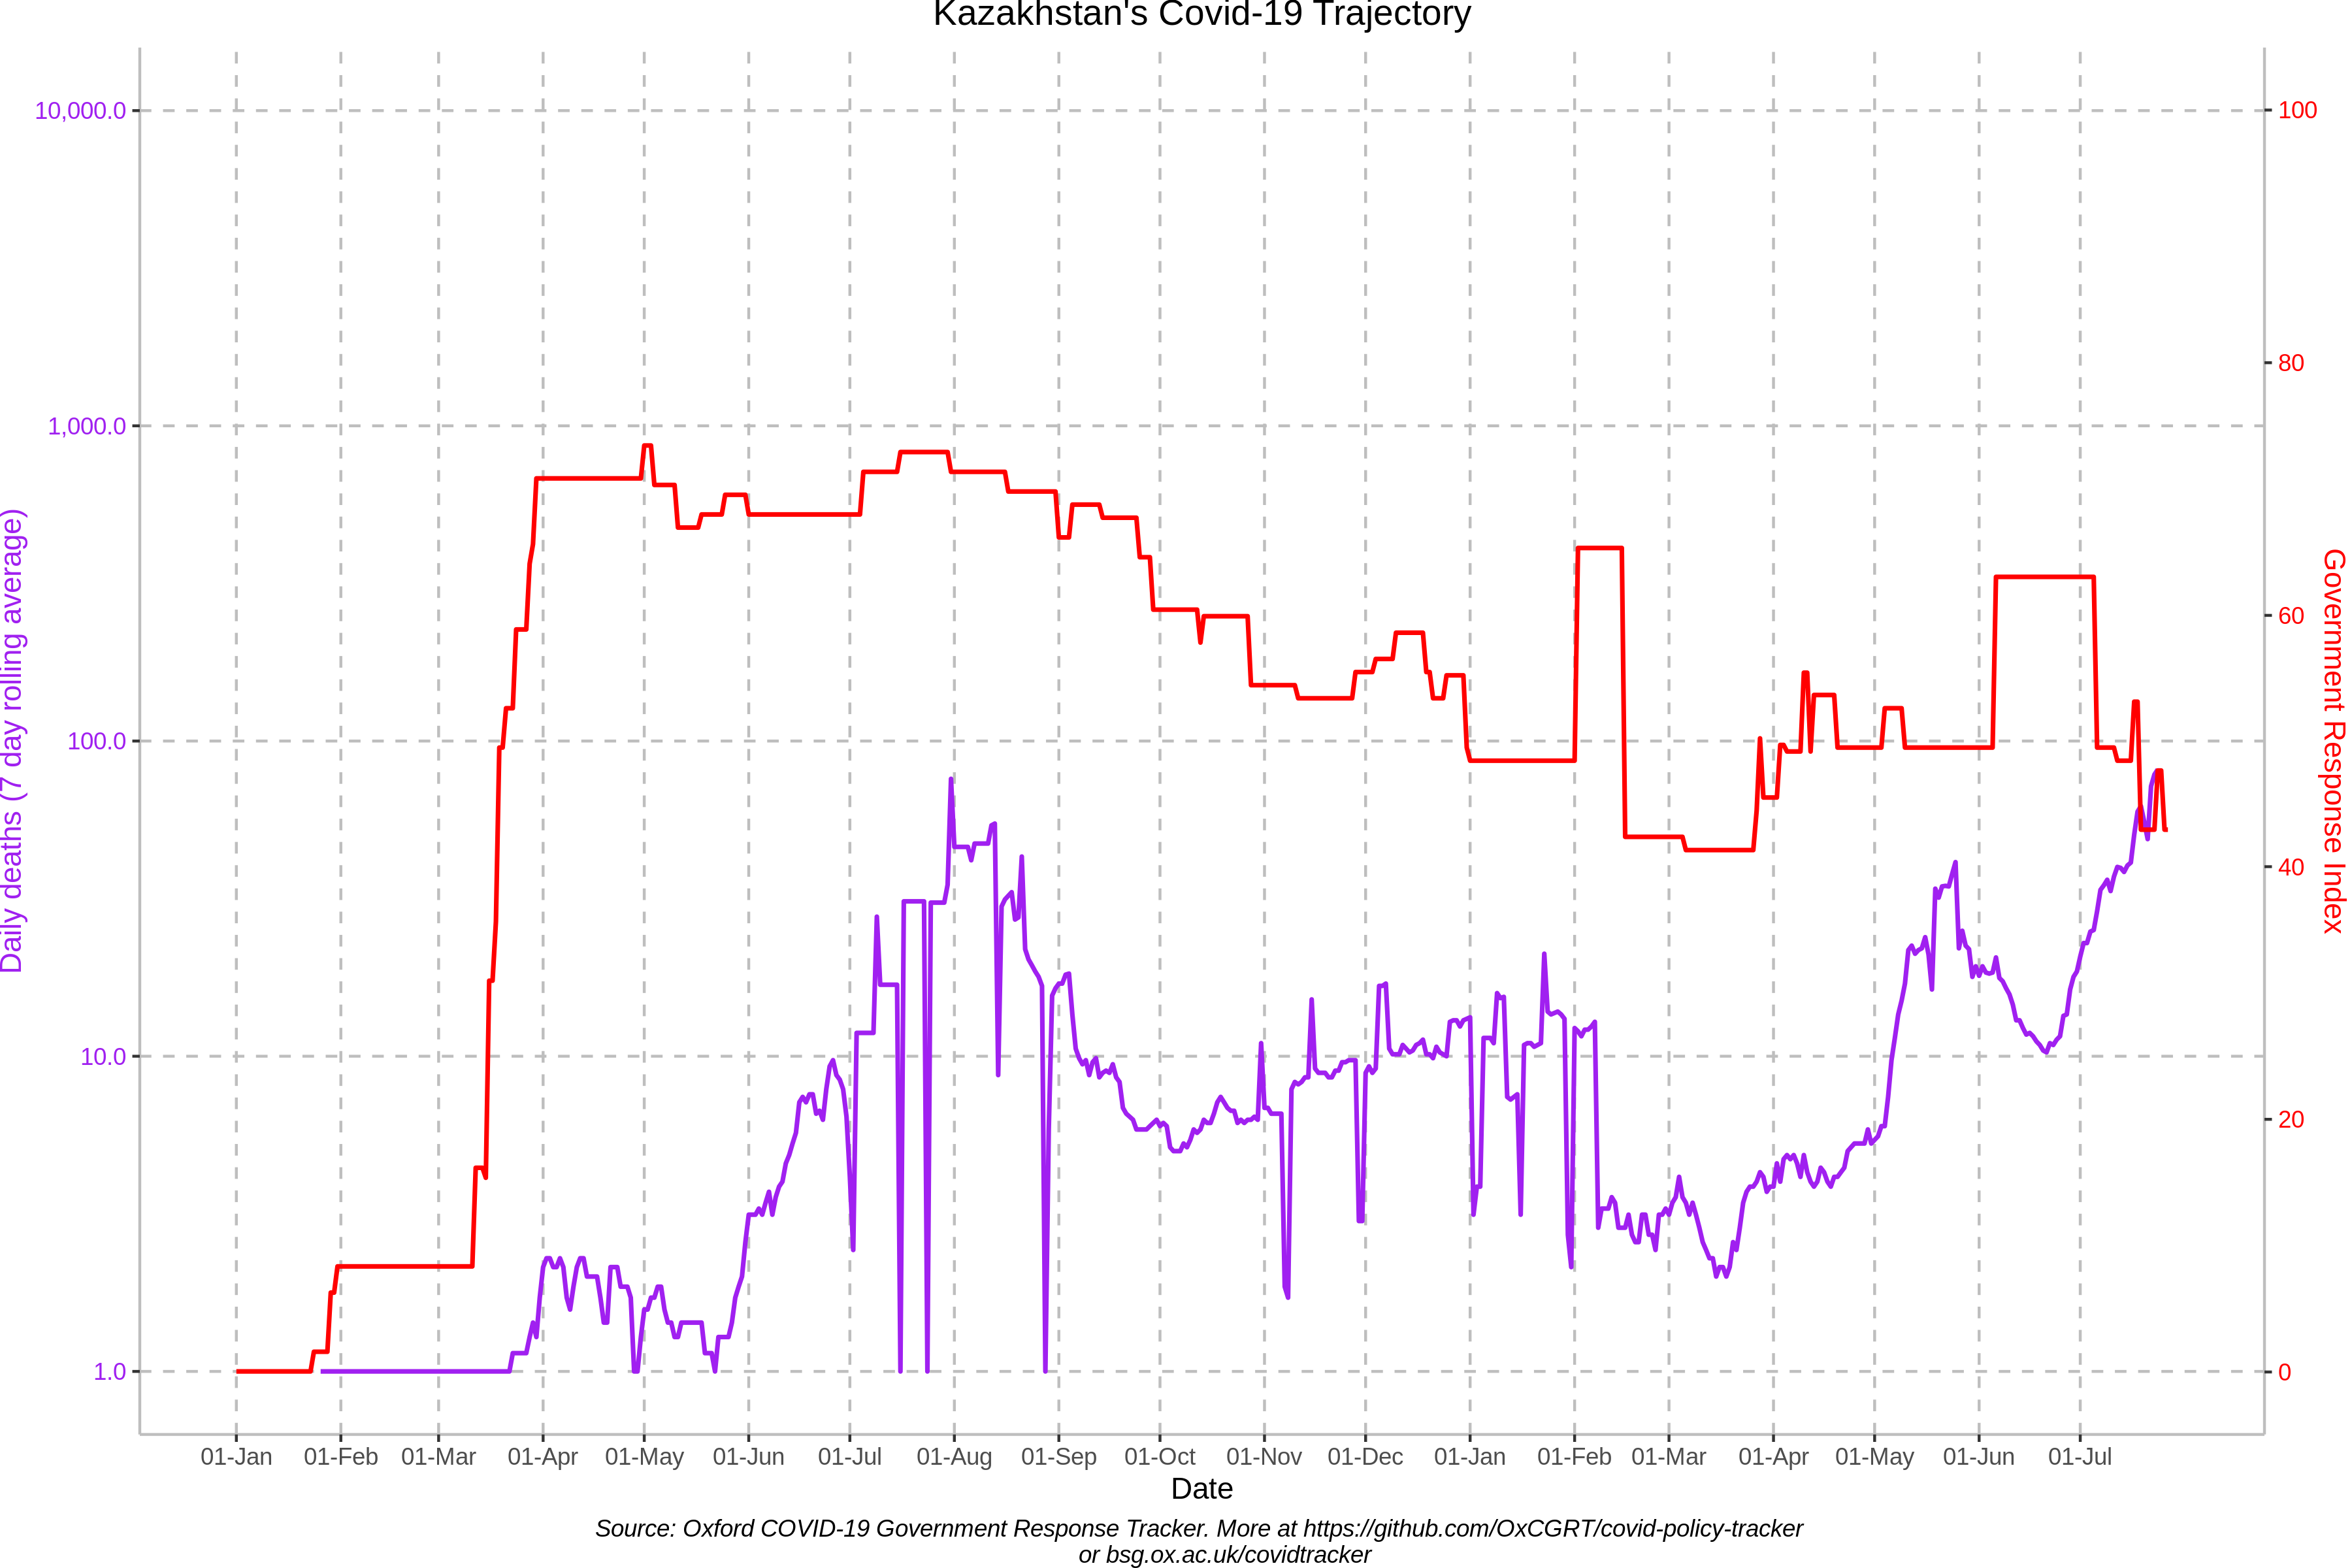 Kazakhstan's Covid-19 Trajectory
Daily deaths (7 day rolling average)
10,000.0
1,000.0
100.0
10.0
1.0
100
80
60
40
20
0
Government Response Index
01-Jan 01-Feb 01-Mar 01-Apr 01-May 01-Jun 01-Jul 01-Aug 01-Sep 01-Oct 01-Nov 01-Dec 01-Jan 01-Feb 01-Mar 01-Apr 01-May 01-Jun 01-Jul
Date
Source: Oxford COVID-19 Government Response Tracker. More at https://github.com/OxCGRT/covid-policy-tracker
or bsg.ox.ac.uk/covidtracker